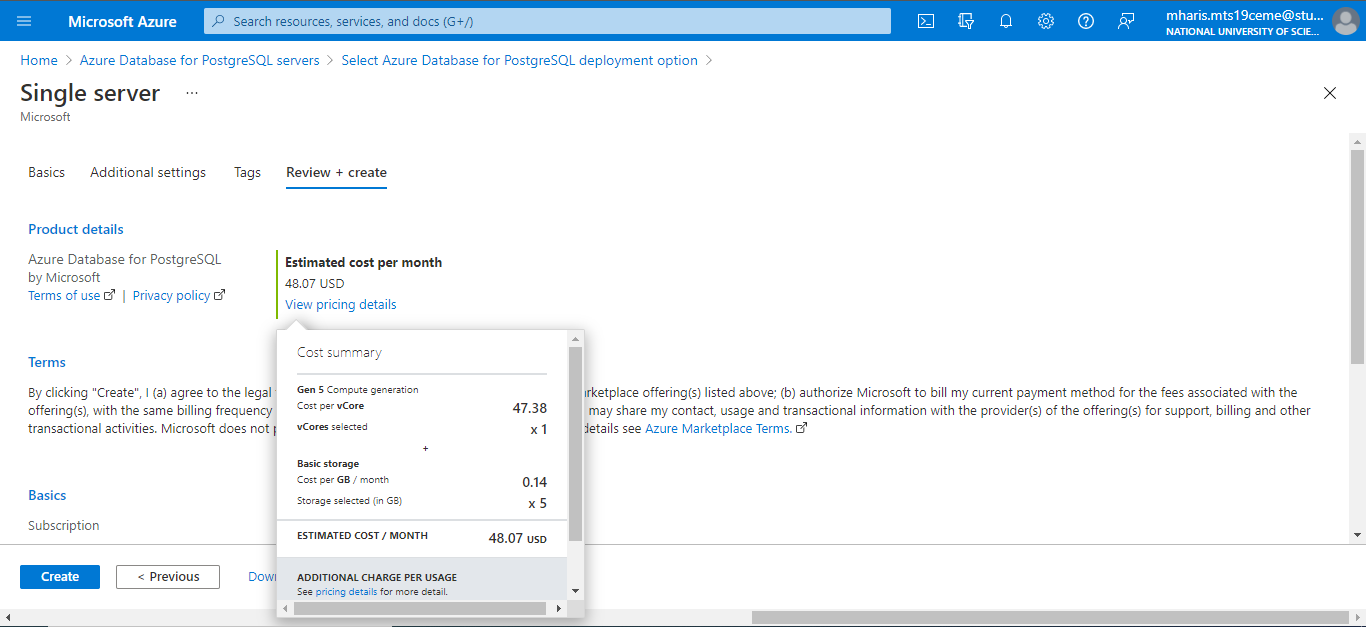 Microsoft Azure
Search resources, services, and docs (G+/)
mharis.mts19ceme@stu...
NATIONAL UNIVERSITY OF SCIE...
Home > Azure Database for PostgreSQL servers > Select Azure Database for PostgreSQL deployment option >
Single server ...
Microsoft
Basics Additional settings Tags Review + create
Product details
Azure Database for PostgreSQL
by Microsoft
Terms of use | Privacy policy
Estimated cost per month
48.07 USD
View pricing details
Terms
By clicking "Create", I (a) agree to the legal
rketplace offering(s) listed above; (b) authorize Microsoft to bill my current payment method for the fees associated with the
offering(s), with the same billing frequency
may share my contact, usage and transactional information with the provider(s) of the offering(s) for support, billing and other
transactional activities. Microsoft does not
details see Azure Marketplace Terms.
Cost summary
Gen 5 Compute generation
Cost per vCore 47.38
vCores selected x 1
+
Basic storage
Cost per GB / month 0.14
Storage selected (in GB) x 5
ESTIMATED COST / MONTH 48.07 USD
ADDITIONAL CHARGE PER USAGE
See pricing details for more detail.
Basics
Subscription
Create < Previous Dow